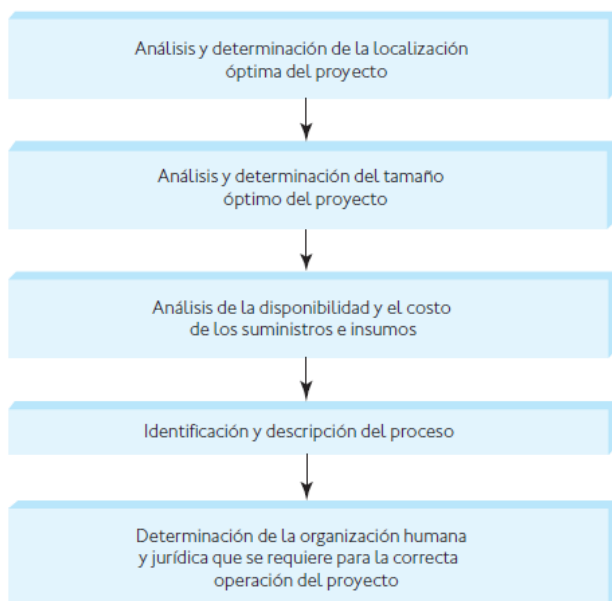 Análisis y determinación de la localización
óptima del proyecto
Análisis y determinación del tamaño
óptimo del proyecto
Análisis de la disponibilidad y el costo
de los suministros e insumos
Identificación y descripción del proceso
Determinación de la organización humana
y jurídica que se requiere para la correcta
operación del proyecto